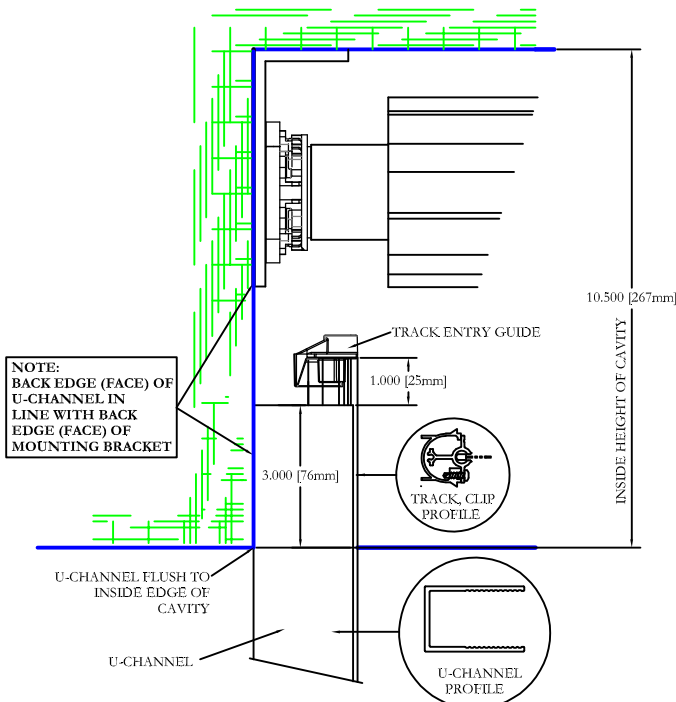 10.500 [267mm]
INSIDE HEIGHT OF CAVITY
TRACK ENTRY GUIDE
1.000 [25mm]
NOTE:
BACK EDGE (FACE) OF
U-CHANNEL IN
LINE WITH BACK
EDGE (FACE) OF
MOUNTING BRACKET
3.000 [76mm]
TRACK, CLIP
PROFILE
U-CHANNEL FLUSH TO
INSIDE EDGE OF
CAVITY
U-CHANNEL
U-CHANNEL
PROFILE